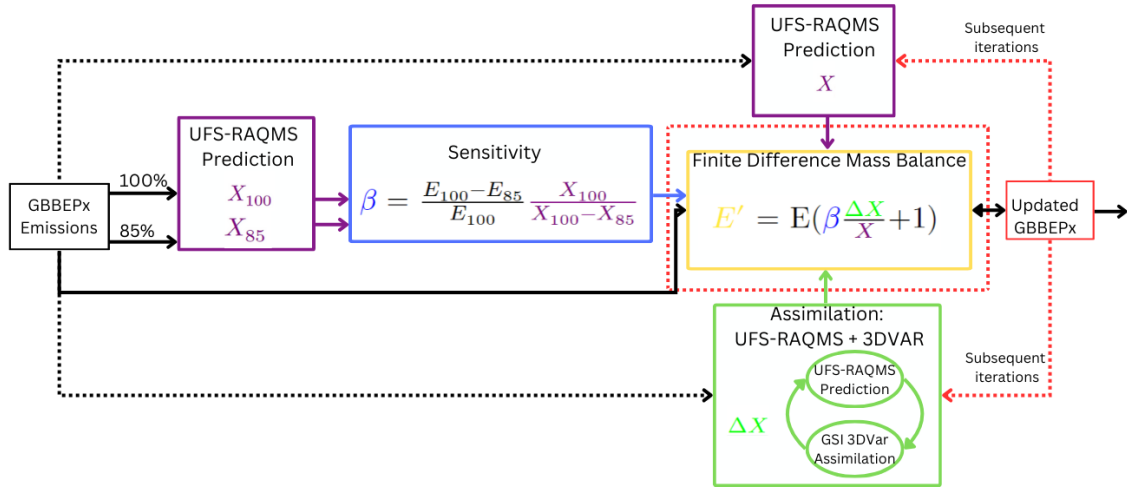 Subsequent
iterations
UFS-RAQMS
Prediction
X
GBBEPx
Emissions
100%
85%
UFS-RAQMS
Prediction
X₁₀₀
X₈₅
Sensitivity
β = (E₁₀₀−E₈₅)/E₁₀₀ X₁₀₀/(X₁₀₀−X₈₅)
Finite Difference Mass Balance
E′ = E(β ΔX/X +1)
Updated
GBBEPx
Assimilation:
UFS-RAQMS + 3DVAR
UFS-RAQMS
Prediction
ΔX
GSI 3DVar
Assimilation
Subsequent
iterations